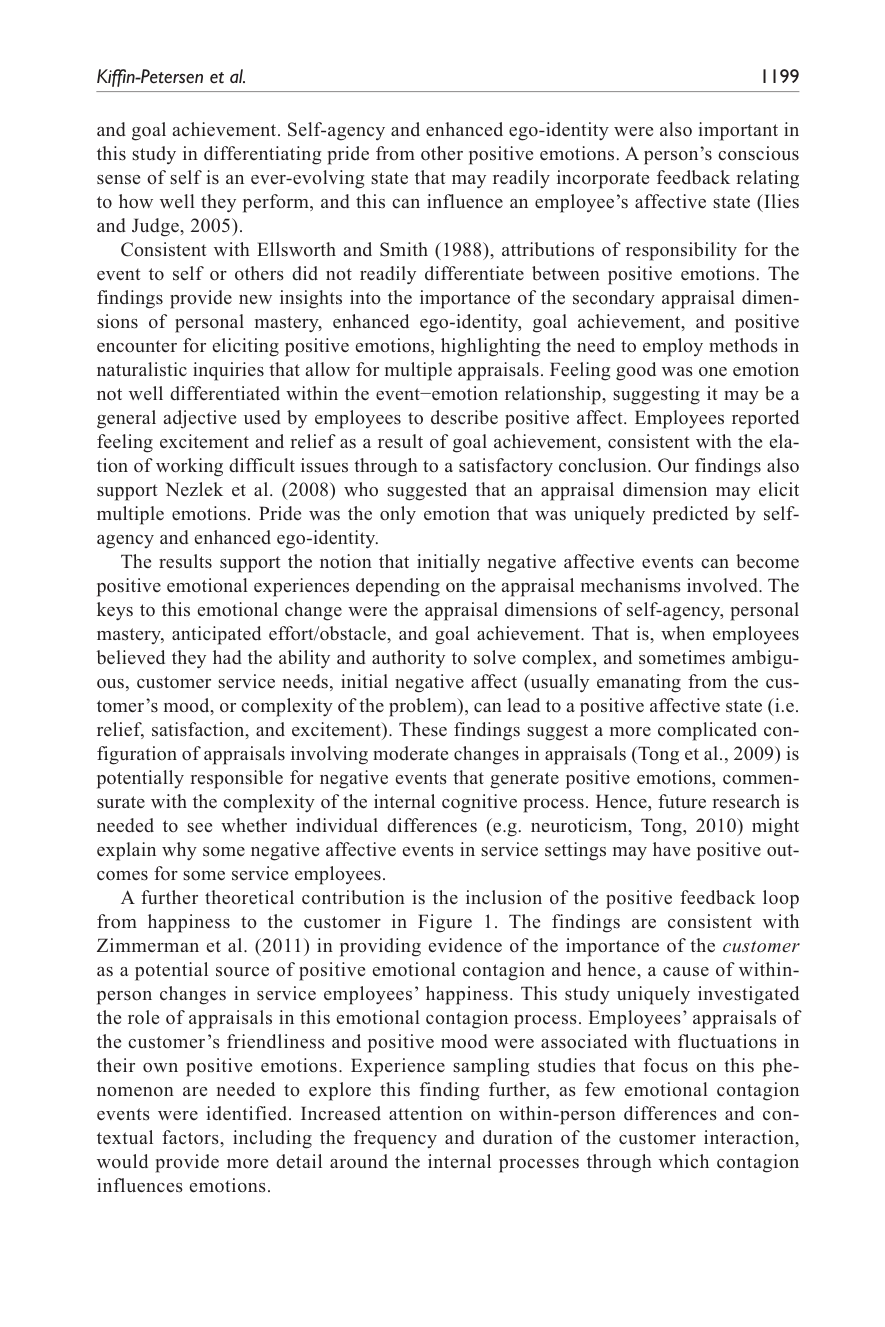 Kiffin-Petersen et al. 1199
and goal achievement. Self-agency and enhanced ego-identity were also important in
this study in differentiating pride from other positive emotions. A person’s conscious
sense of self is an ever-evolving state that may readily incorporate feedback relating
to how well they perform, and this can influence an employee’s affective state (Ilies
and Judge, 2005).
Consistent with Ellsworth and Smith (1988), attributions of responsibility for the
event to self or others did not readily differentiate between positive emotions. The
findings provide new insights into the importance of the secondary appraisal dimen-
sions of personal mastery, enhanced ego-identity, goal achievement, and positive
encounter for eliciting positive emotions, highlighting the need to employ methods in
naturalistic inquiries that allow for multiple appraisals. Feeling good was one emotion
not well differentiated within the event−emotion relationship, suggesting it may be a
general adjective used by employees to describe positive affect. Employees reported
feeling excitement and relief as a result of goal achievement, consistent with the ela-
tion of working difficult issues through to a satisfactory conclusion. Our findings also
support Nezlek et al. (2008) who suggested that an appraisal dimension may elicit
multiple emotions. Pride was the only emotion that was uniquely predicted by self-
agency and enhanced ego-identity.
The results support the notion that initially negative affective events can become
positive emotional experiences depending on the appraisal mechanisms involved. The
keys to this emotional change were the appraisal dimensions of self-agency, personal
mastery, anticipated effort/obstacle, and goal achievement. That is, when employees
believed they had the ability and authority to solve complex, and sometimes ambigu-
ous, customer service needs, initial negative affect (usually emanating from the cus-
tomer’s mood, or complexity of the problem), can lead to a positive affective state (i.e.
relief, satisfaction, and excitement). These findings suggest a more complicated con-
figuration of appraisals involving moderate changes in appraisals (Tong et al., 2009) is
potentially responsible for negative events that generate positive emotions, commen-
surate with the complexity of the internal cognitive process. Hence, future research is
needed to see whether individual differences (e.g. neuroticism, Tong, 2010) might
explain why some negative affective events in service settings may have positive out-
comes for some service employees.
A further theoretical contribution is the inclusion of the positive feedback loop
from happiness to the customer in Figure 1. The findings are consistent with
Zimmerman et al. (2011) in providing evidence of the importance of the customer
as a potential source of positive emotional contagion and hence, a cause of within-
person changes in service employees’ happiness. This study uniquely investigated
the role of appraisals in this emotional contagion process. Employees’ appraisals of
the customer’s friendliness and positive mood were associated with fluctuations in
their own positive emotions. Experience sampling studies that focus on this phe-
nomenon are needed to explore this finding further, as few emotional contagion
events were identified. Increased attention on within-person differences and con-
textual factors, including the frequency and duration of the customer interaction,
would provide more detail around the internal processes through which contagion
influences emotions.